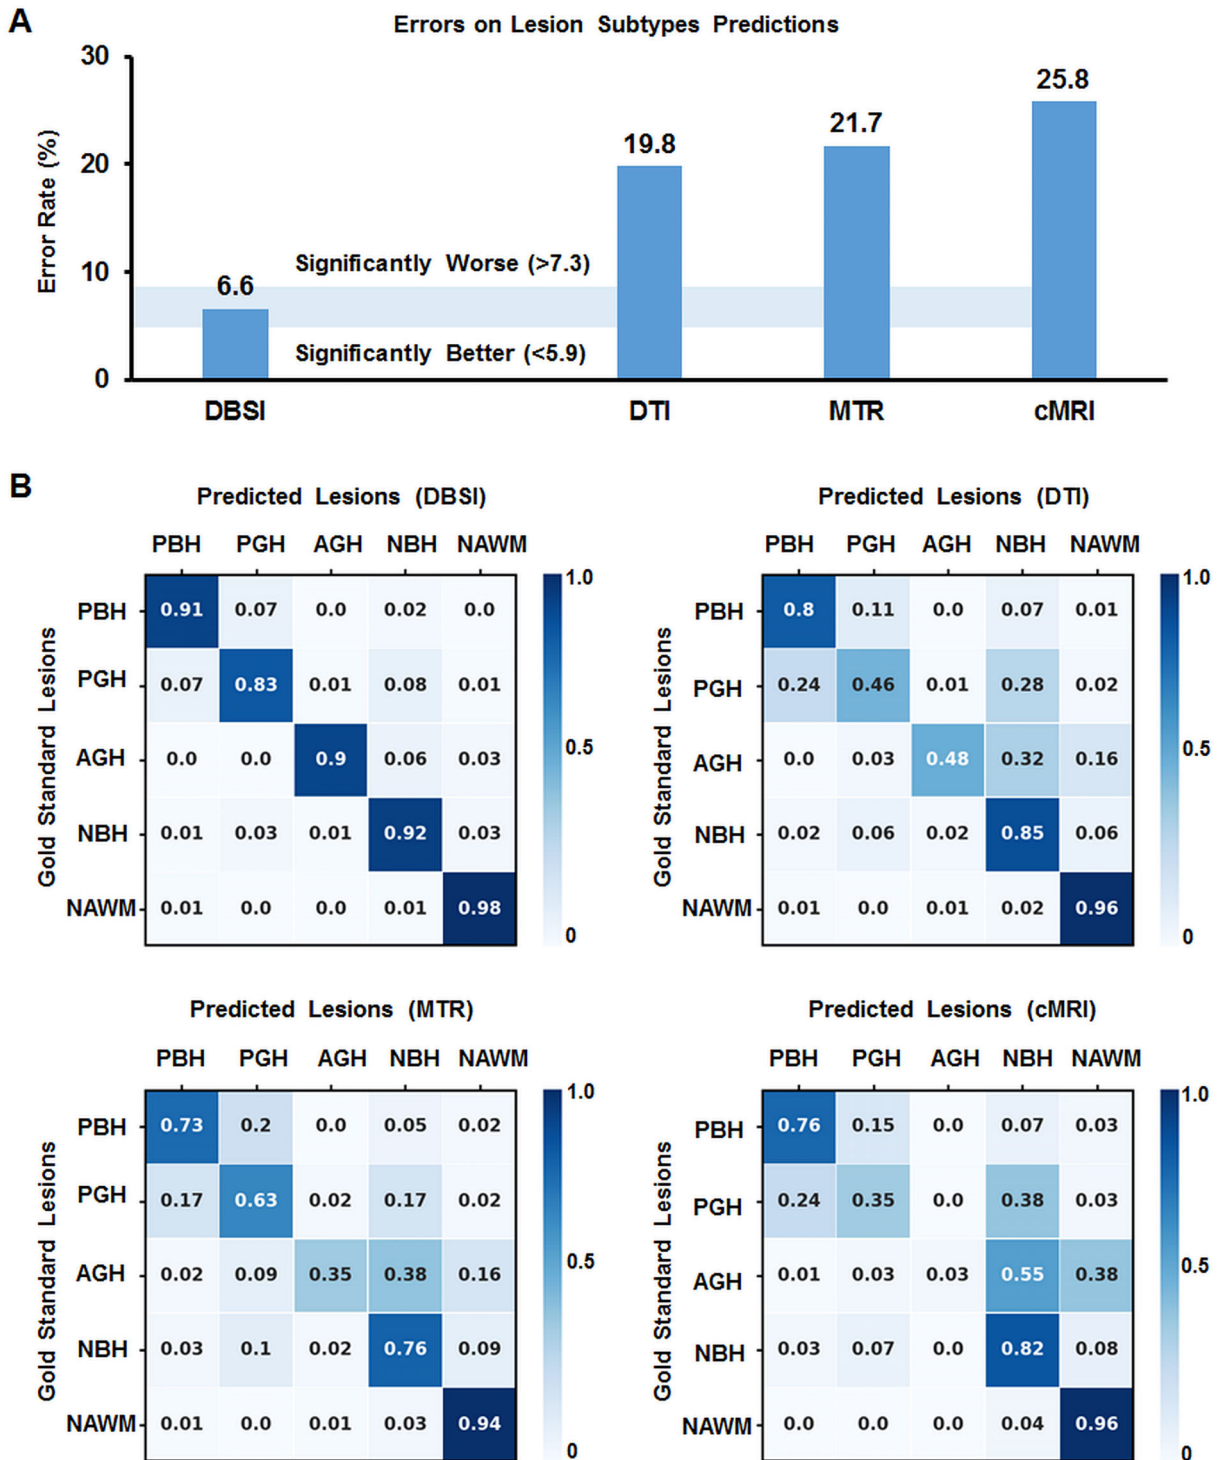 A
Errors on Lesion Subtypes Predictions
Error Rate (%)
30
20
10
0
6.6
19.8
21.7
25.8
Significantly Worse (>7.3)
Significantly Better (<5.9)
DBSI DTI MTR cMRI
B
Predicted Lesions (DBSI)
PBH PGH AGH NBH NAWM
Gold Standard Lesions
PBH 0.91 0.07 0.0 0.02 0.0
PGH 0.07 0.83 0.01 0.08 0.01
AGH 0.0 0.0 0.9 0.06 0.03
NBH 0.01 0.03 0.01 0.92 0.03
NAWM 0.01 0.0 0.0 0.01 0.98
1.0
0.5
0
Predicted Lesions (DTI)
PBH PGH AGH NBH NAWM
Gold Standard Lesions
PBH 0.8 0.11 0.0 0.07 0.01
PGH 0.24 0.46 0.01 0.28 0.02
AGH 0.0 0.03 0.48 0.32 0.16
NBH 0.02 0.06 0.02 0.85 0.06
NAWM 0.01 0.0 0.01 0.02 0.96
1.0
0.5
0
Predicted Lesions (MTR)
PBH PGH AGH NBH NAWM
Gold Standard Lesions
PBH 0.73 0.2 0.0 0.05 0.02
PGH 0.17 0.63 0.02 0.17 0.02
AGH 0.02 0.09 0.35 0.38 0.16
NBH 0.03 0.1 0.02 0.76 0.09
NAWM 0.01 0.0 0.01 0.03 0.94
1.0
0.5
0
Predicted Lesions (cMRI)
PBH PGH AGH NBH NAWM
Gold Standard Lesions
PBH 0.76 0.15 0.0 0.07 0.03
PGH 0.24 0.35 0.0 0.38 0.03
AGH 0.01 0.03 0.03 0.55 0.38
NBH 0.03 0.07 0.0 0.82 0.08
NAWM 0.0 0.0 0.0 0.04 0.96
1.0
0.5
0